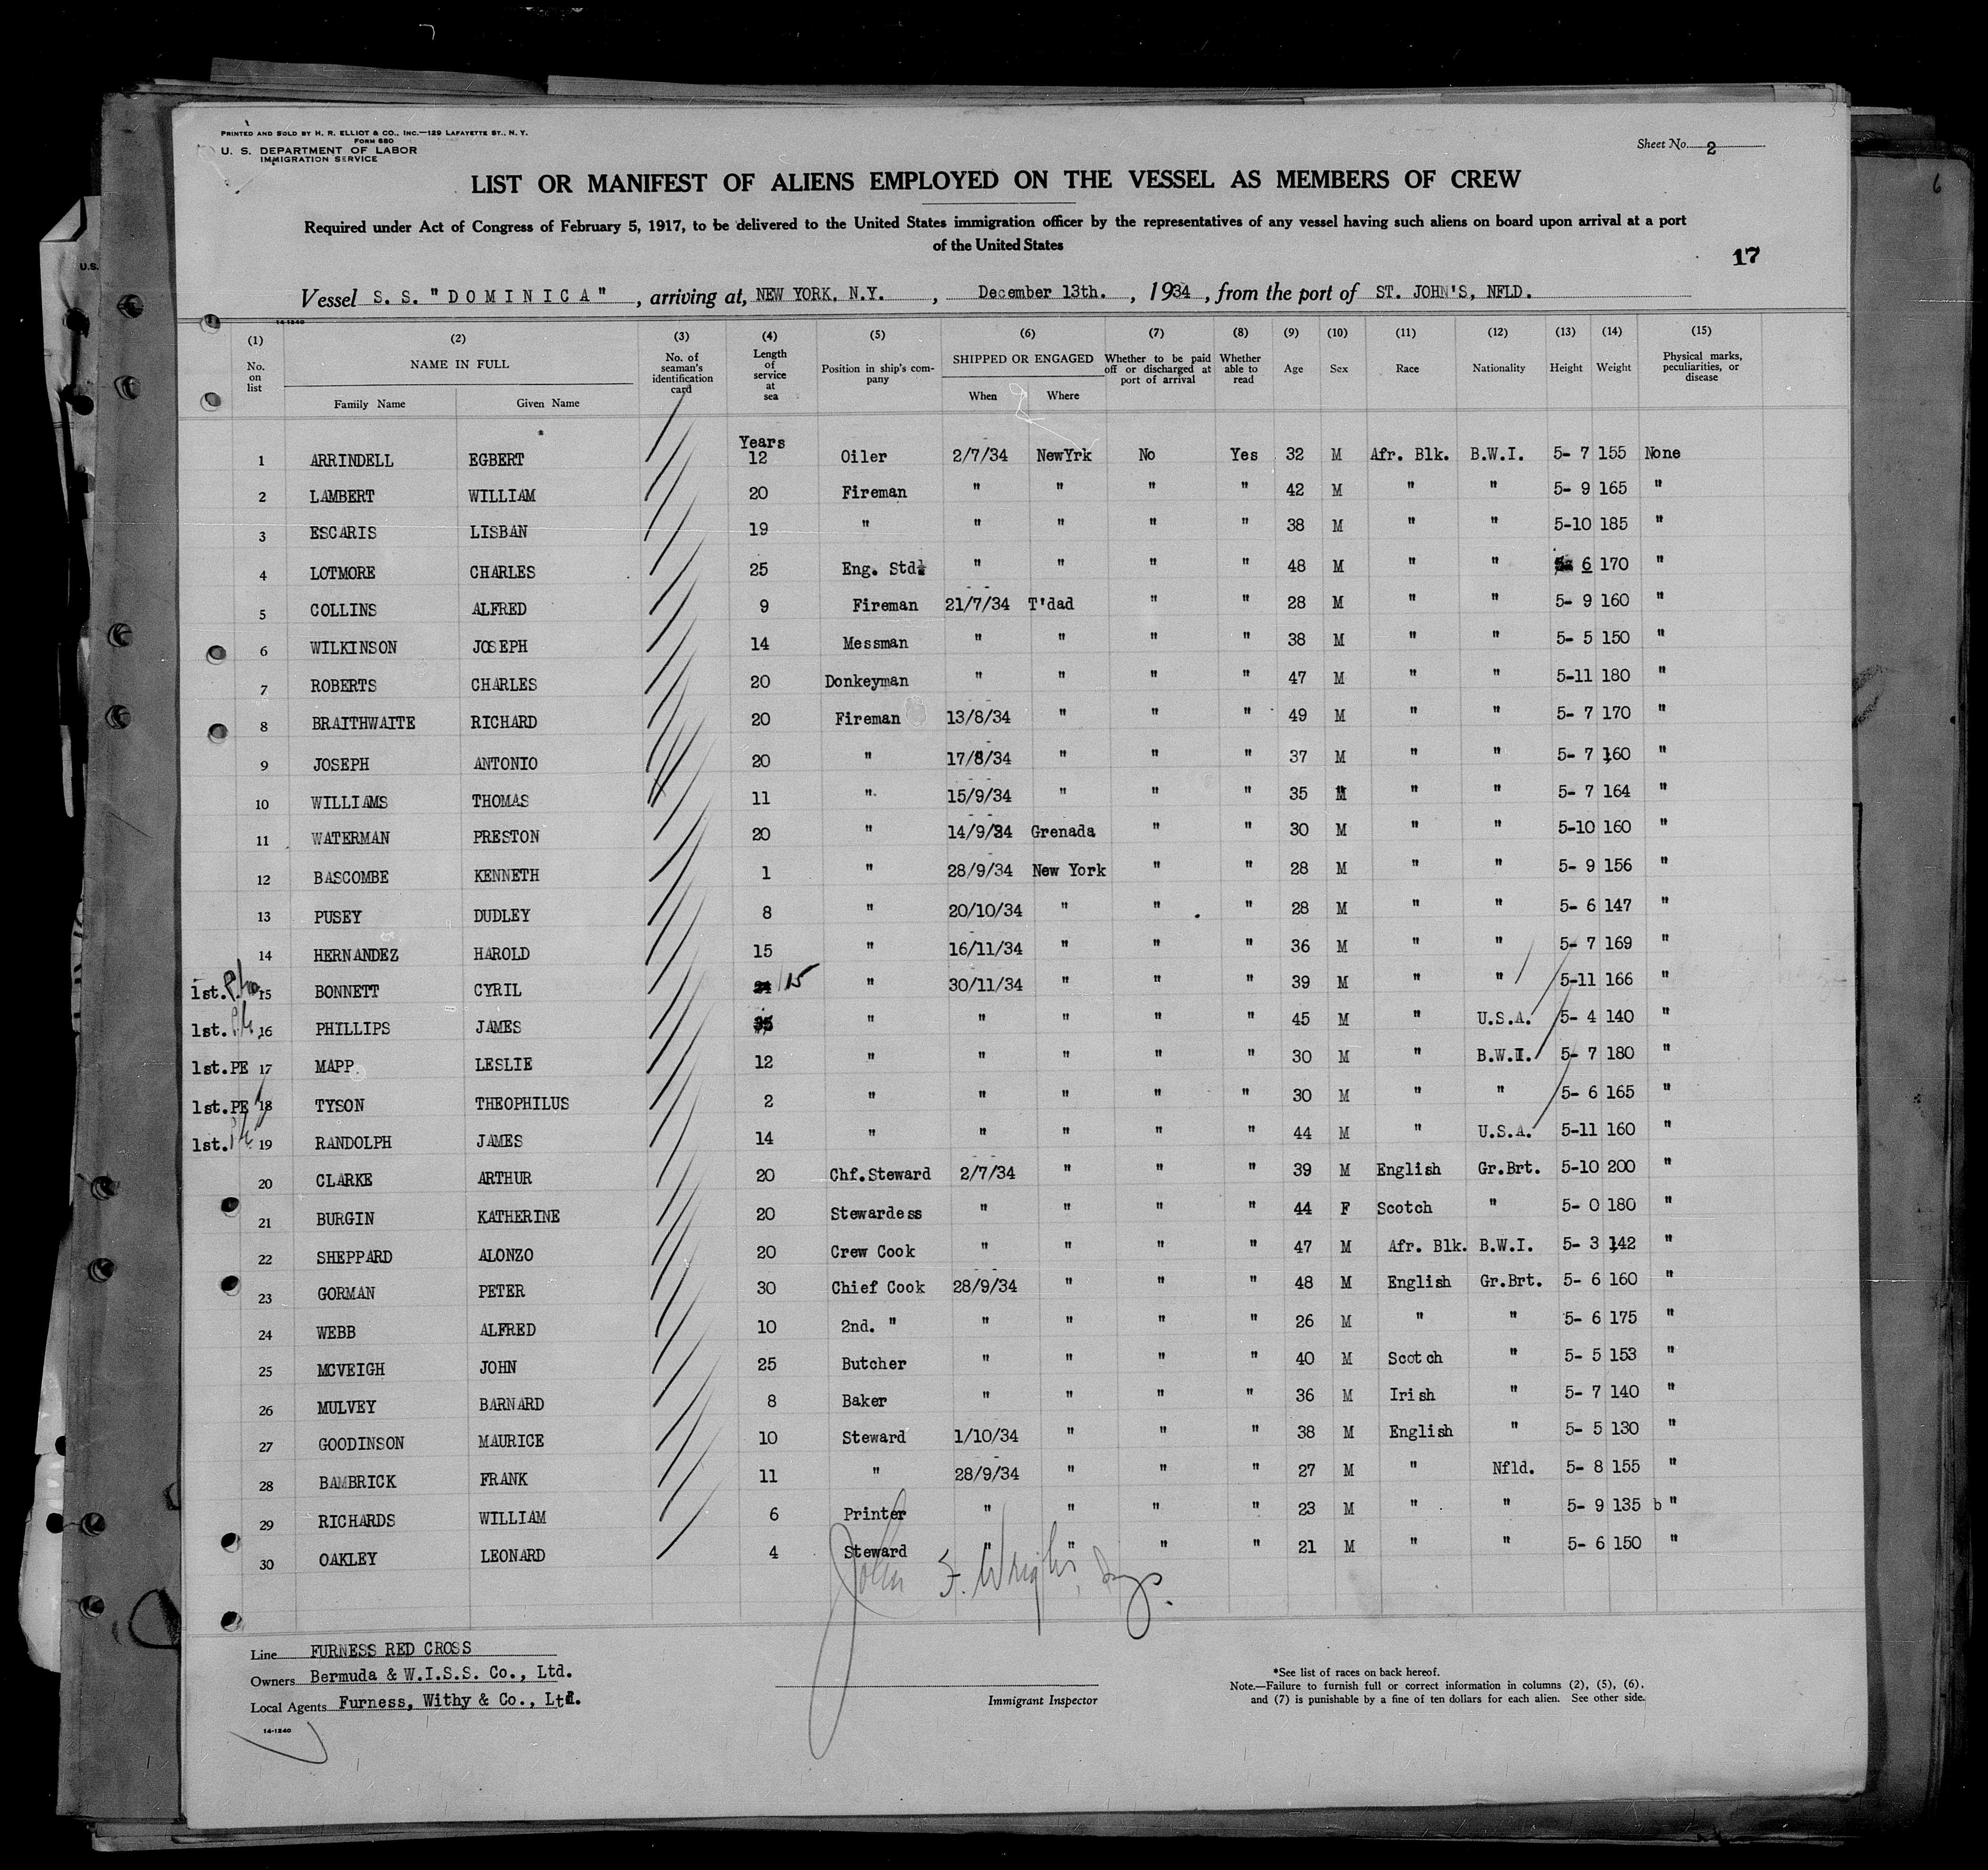 PRINTED AND SOLD BY H. R. ELLIOT & CO., INC.—129 LAFAYETTE ST., N. Y.
FORM 680
U. S. DEPARTMENT OF LABOR
IMMIGRATION SERVICE
Sheet No. 2
6
LIST OR MANIFEST OF ALIENS EMPLOYED ON THE VESSEL AS MEMBERS OF CREW
Required under Act of Congress of February 5, 1917, to be delivered to the United States immigration officer by the representatives of any vessel having such aliens on board upon arrival at a port
of the United States
17
U.S.
Vessel S. S. "DOMINICA", arriving at, NEW YORK, N.Y., December 13th., 1934, from the port of ST. JOHN'S, NFLD.
14-1240
(1) (2) (3) (4) (5) (6) (7) (8) (9) (10) (11) (12) (13) (14) (15)
No. on list NAME IN FULL Family Name Given Name No. of seaman's identification card Length of service at sea Position in ship's company SHIPPED OR ENGAGED When Where Whether to be paid off or discharged at port of arrival Whether able to read Age Sex Race Nationality Height Weight Physical marks, peculiarities, or disease
Years
1 ARRINDELL EGBERT 12 Oiler 2/7/34 NewYrk No Yes 32 M Afr. Blk. B.W.I. 5- 7 155 None
2 LAMBERT WILLIAM 20 Fireman " " " " 42 M " " 5- 9 165 "
3 ESCARIS LISBAN 19 " " " " " 38 M " " 5-10 185 "
4 LOTMORE CHARLES 25 Eng. Std. " " " " 48 M " " 6 170 "
5 COLLINS ALFRED 9 Fireman 21/7/34 T'dad " " 28 M " " 5- 9 160 "
6 WILKINSON JOSEPH 14 Messman " " " " 38 M " " 5- 5 150 "
7 ROBERTS CHARLES 20 Donkeyman " " " " 47 M " " 5-11 180 "
8 BRAITHWAITE RICHARD 20 Fireman 13/8/34 " " " 49 M " " 5- 7 170 "
9 JOSEPH ANTONIO 20 " 17/8/34 " " " 37 M " " 5- 7 160 "
10 WILLIAMS THOMAS 11 " 15/9/34 " " " 35 M " " 5- 7 164 "
11 WATERMAN PRESTON 20 " 14/9/34 Grenada " " 30 M " " 5-10 160 "
12 BASCOMBE KENNETH 1 " 28/9/34 New York " " 28 M " " 5- 9 156 "
13 PUSEY DUDLEY 8 " 20/10/34 " " " 28 M " " 5- 6 147 "
14 HERNANDEZ HAROLD 15 " 16/11/34 " " " 36 M " " 5- 7 169 "
1st. 15 BONNETT CYRIL 15 " 30/11/34 " " " 39 M " " 5-11 166 "
1st. 16 PHILLIPS JAMES 35 " " " " " 45 M " U.S.A. 5- 4 140 "
1st.PE 17 MAPP. LESLIE 12 " " " " " 30 M " B.W.I. 5- 7 180 "
1st.PE 18 TYSON THEOPHILUS 2 " " " " " 30 M " " 5- 6 165 "
1st. 19 RANDOLPH JAMES 14 " " " " " 44 M " U.S.A. 5-11 160 "
20 CLARKE ARTHUR 20 Chf.Steward 2/7/34 " " " 39 M English Gr.Brt. 5-10 200 "
21 BURGIN KATHERINE 20 Stewardess " " " " 44 F Scotch " 5- 0 180 "
22 SHEPPARD ALONZO 20 Crew Cook " " " " 47 M Afr. Blk. B.W.I. 5- 3 142 "
23 GORMAN PETER 30 Chief Cook 28/9/34 " " " 48 M English Gr.Brt. 5- 6 160 "
24 WEBB ALFRED 10 2nd. " " " " " 26 M " " 5- 6 175 "
25 MCVEIGH JOHN 25 Butcher " " " " 40 M Scotch " 5- 5 153 "
26 MULVEY BARNARD 8 Baker " " " " 36 M Irish " 5- 7 140 "
27 GOODINSON MAURICE 10 Steward 1/10/34 " " " 38 M English " 5- 5 130 "
28 BAMBRICK FRANK 11 " 28/9/34 " " " 27 M " Nfld. 5- 8 155 "
29 RICHARDS WILLIAM 6 Printer " " " " 23 M " " 5- 9 135 b "
30 OAKLEY LEONARD 4 Steward " " " " 21 M " " 5- 6 150 "
John F. Wright, Insp.
Line FURNESS RED CROSS
Owners Bermuda & W.I.S.S. Co., Ltd.
Local Agents Furness, Withy & Co., Ltd.
14-1240
Immigrant Inspector
*See list of races on back hereof.
Note.—Failure to furnish full or correct information in columns (2), (5), (6),
and (7) is punishable by a fine of ten dollars for each alien. See other side.